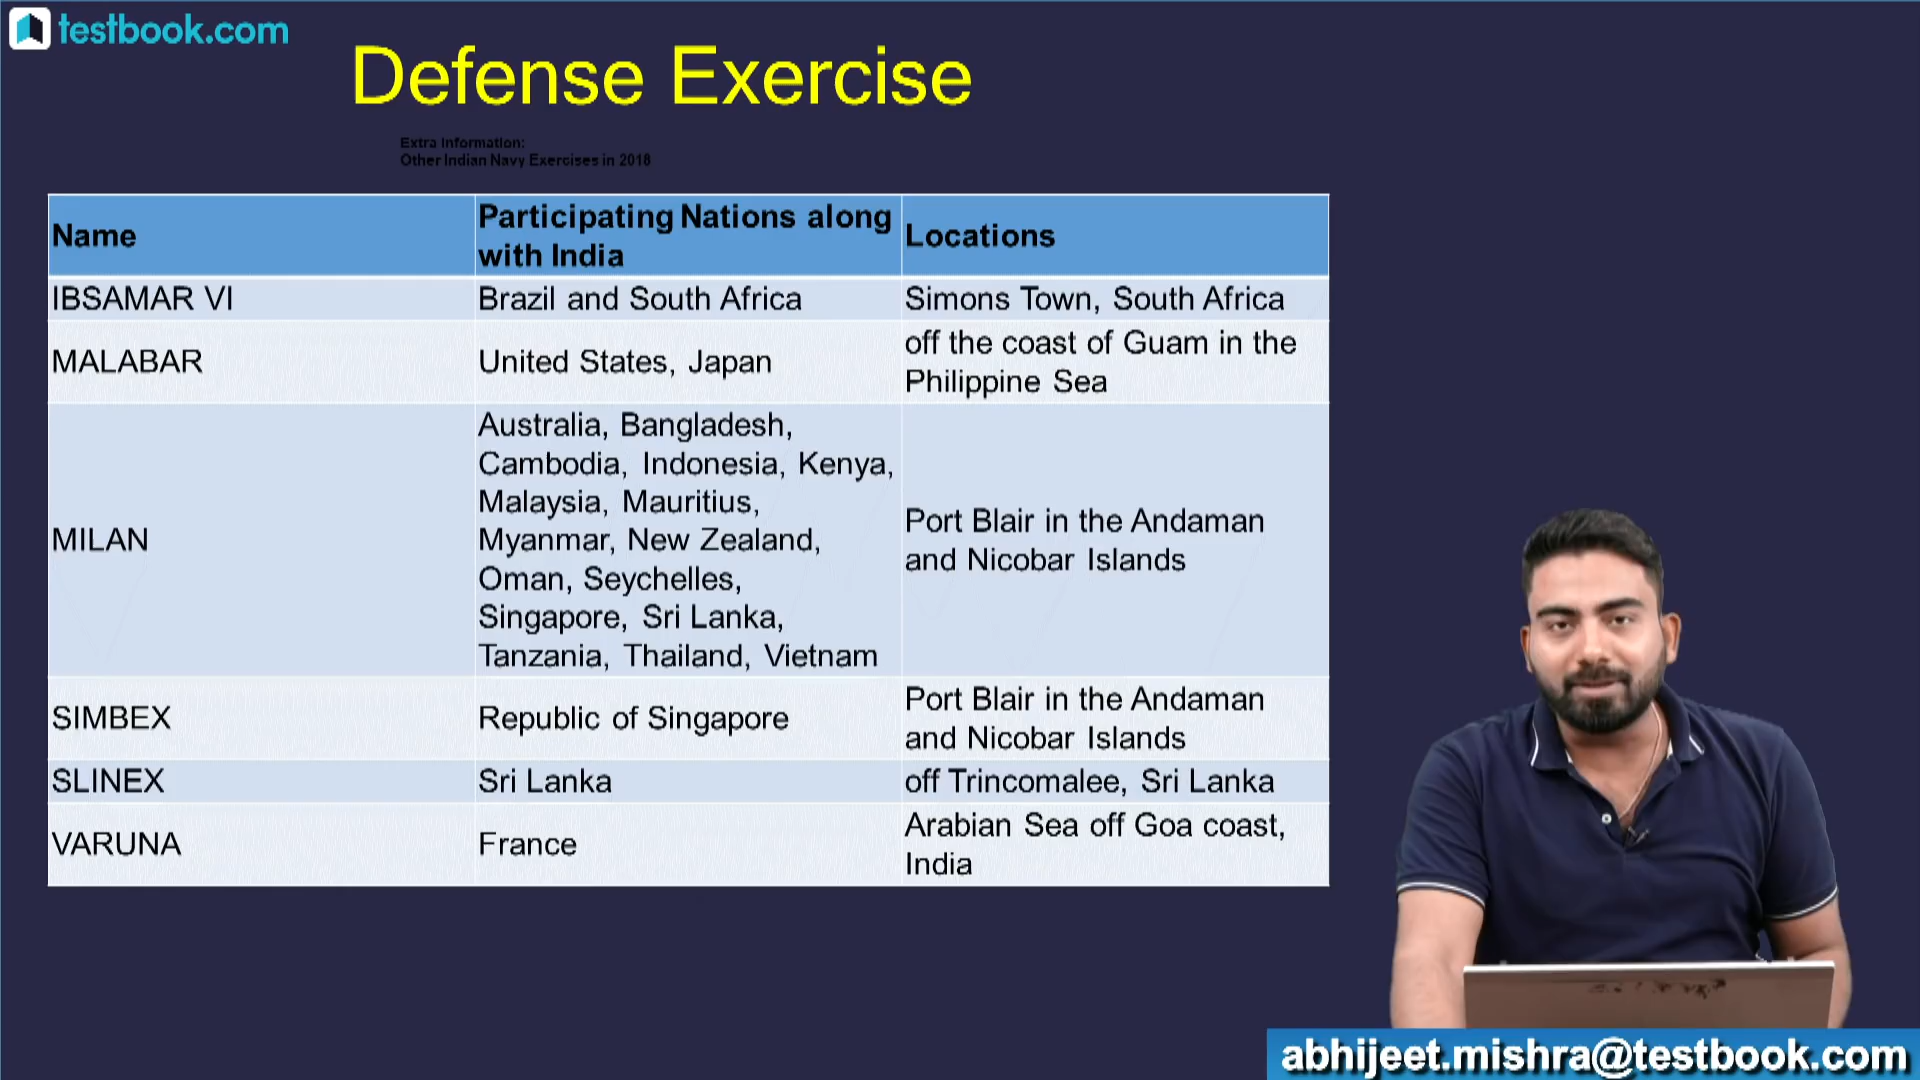 testbook.com
Defense Exercise
Extra Information:
Other Indian Navy Exercises in 2018
Name
Participating Nations along
with India
Locations
IBSAMAR VI
Brazil and South Africa
Simons Town, South Africa
MALABAR
United States, Japan
off the coast of Guam in the
Philippine Sea
MILAN
Australia, Bangladesh,
Cambodia, Indonesia, Kenya,
Malaysia, Mauritius,
Myanmar, New Zealand,
Oman, Seychelles,
Singapore, Sri Lanka,
Tanzania, Thailand, Vietnam
Port Blair in the Andaman
and Nicobar Islands
SIMBEX
Republic of Singapore
Port Blair in the Andaman
and Nicobar Islands
SLINEX
Sri Lanka
off Trincomalee, Sri Lanka
VARUNA
France
Arabian Sea off Goa coast,
India
abhijeet.mishra@testbook.com